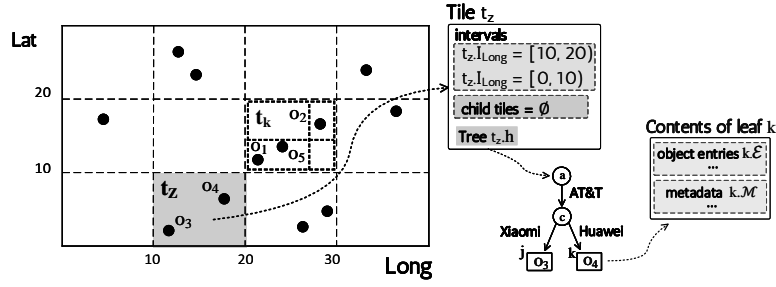 Lat
20
10
10
20
30
Long
tk
o2
o1
o5
tz
o4
o3
Tile tz
intervals
tz.ILong = [10, 20)
tz.ILong = [0, 10)
child tiles = Ø
Tree tz.h
a
AT&T
c
Xiaomi
Huawei
j
o3
k
o4
Contents of leaf k
object entries k.ℰ
...
metadata k.ℳ
...